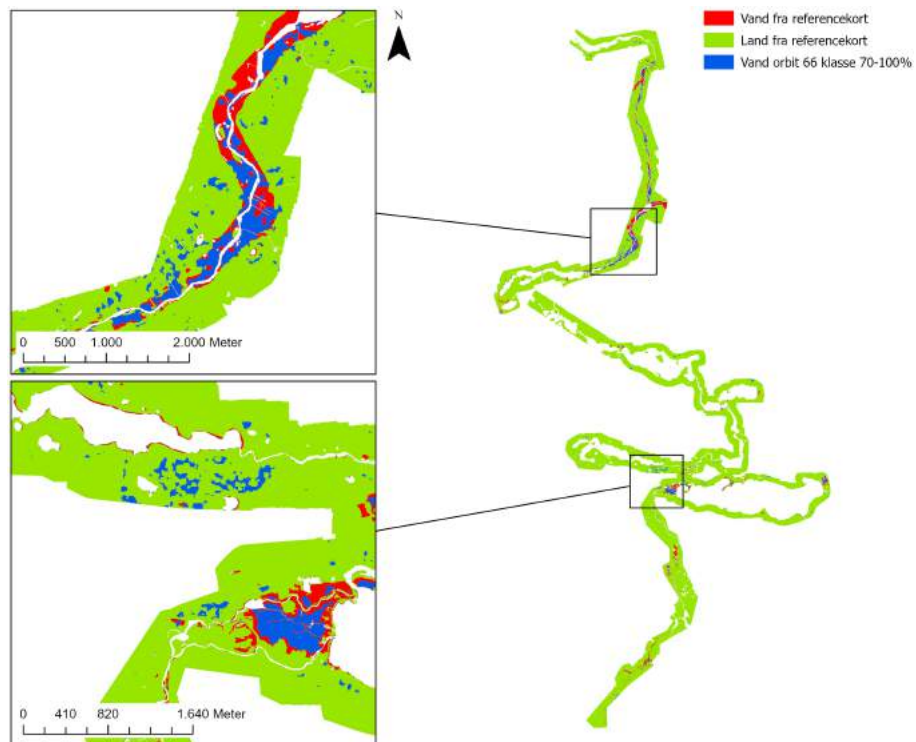 N
Vand fra referencekort
Land fra referencekort
Vand orbit 66 klasse 70-100%
0 500 1.000 2.000 Meter
0 410 820 1.640 Meter